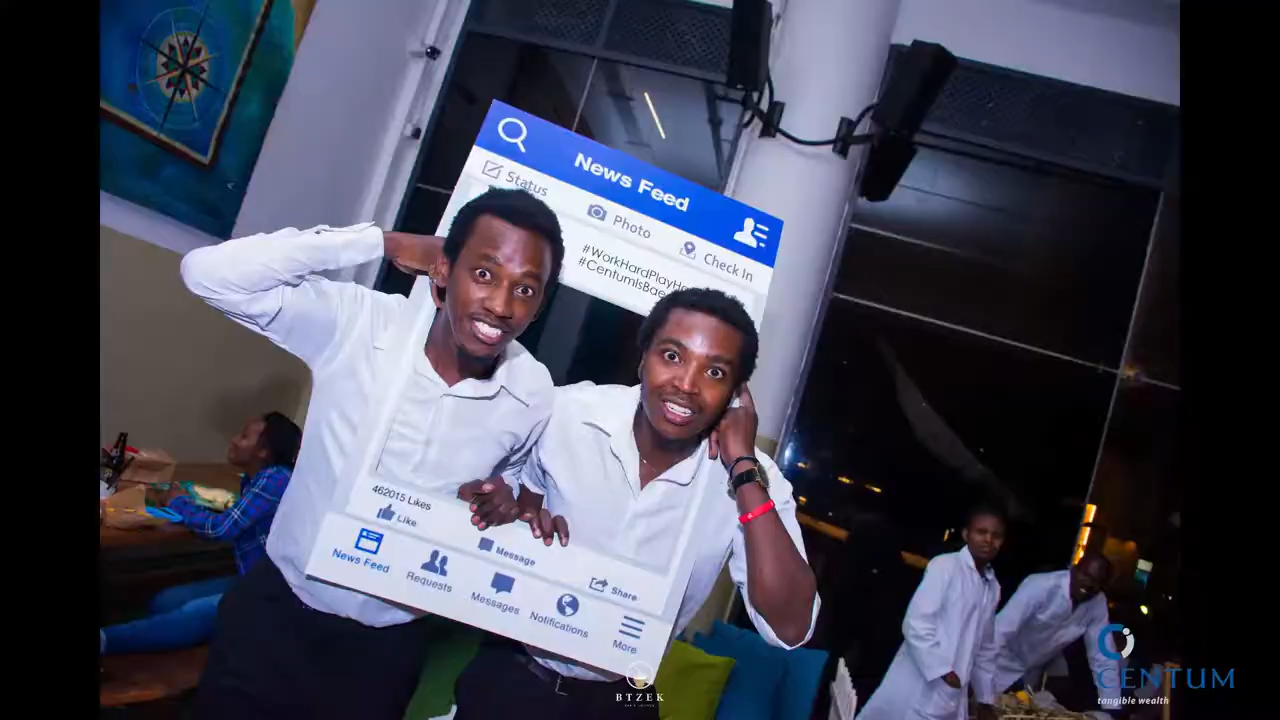 News Feed
Status
Photo
Check In
#WorkHardPlayHa
#CentumIsBae
462015 Likes
Like
Message
Share
News Feed
Requests
Messages
Notifications
More
BTZEK
CENTUM
tangible wealth